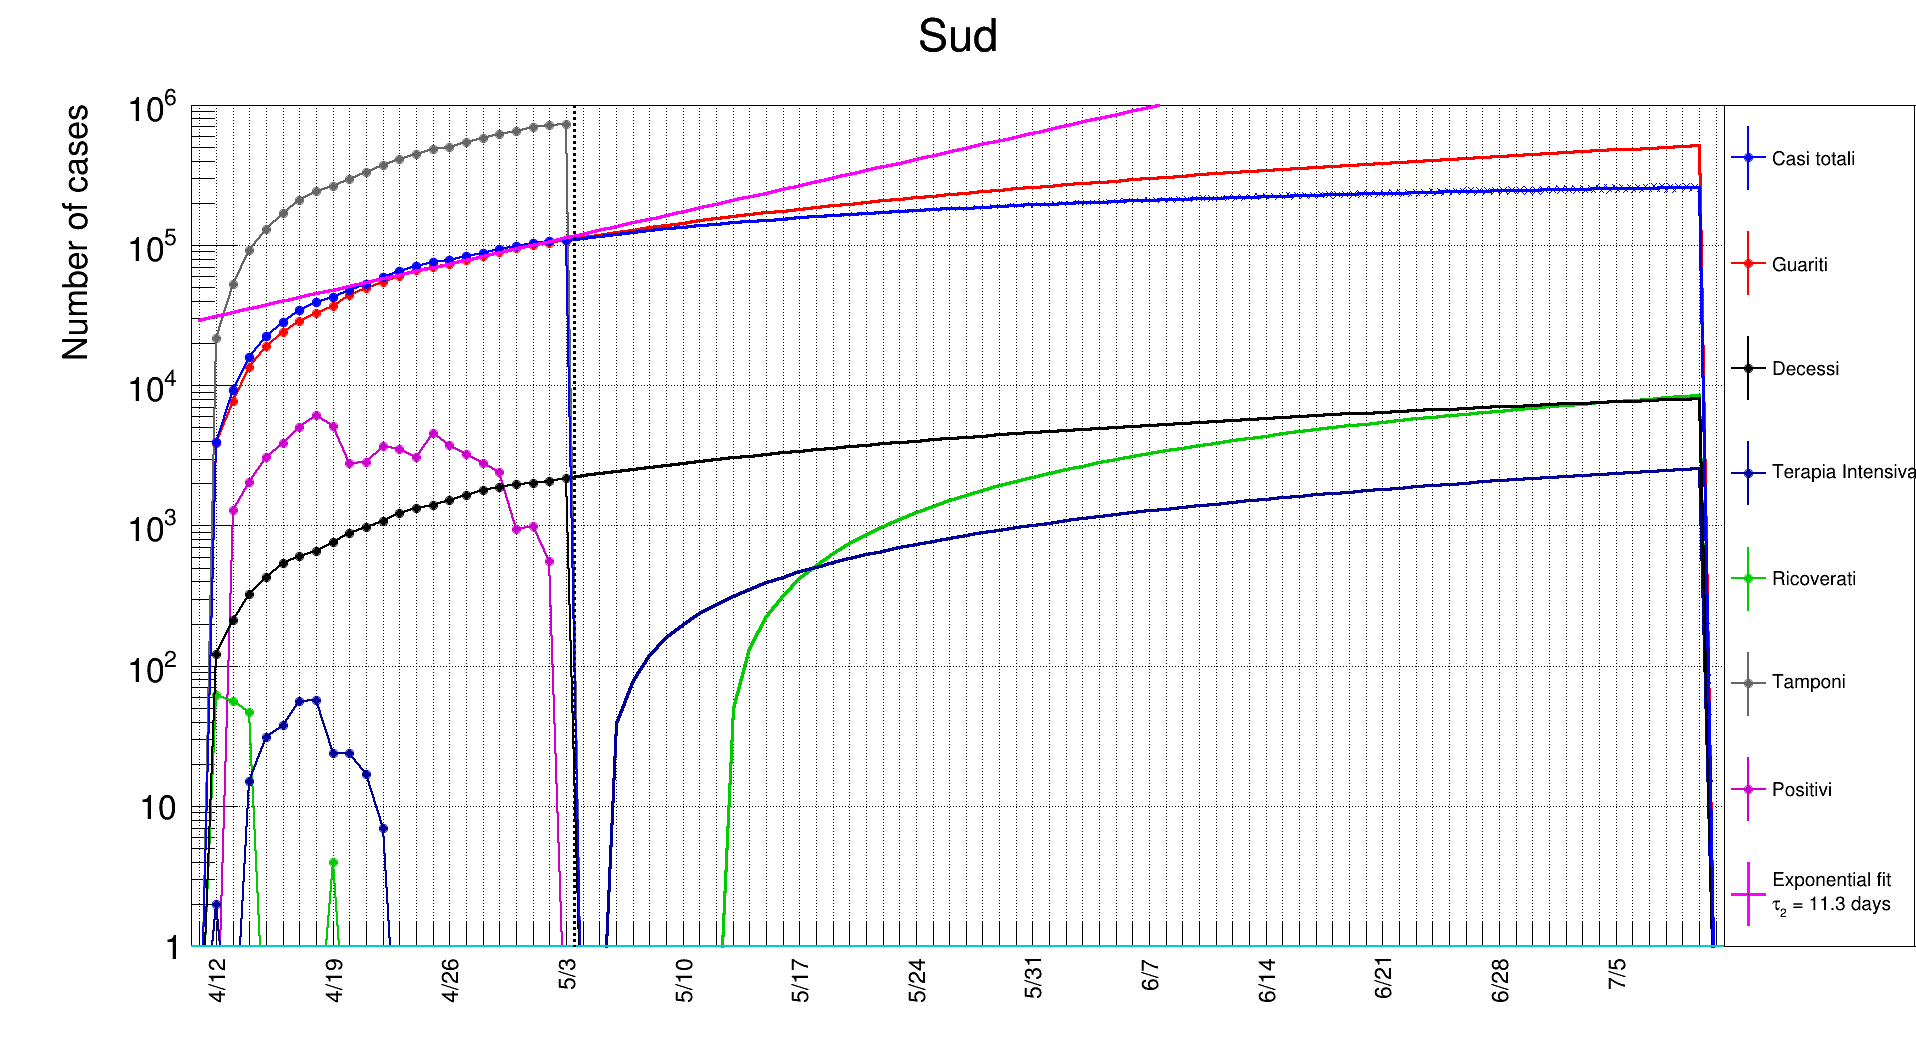 Sud
Number of cases
10^6
10^5
10^4
10^3
10^2
10
1
4/12
4/19
4/26
5/3
5/10
5/17
5/24
5/31
6/7
6/14
6/21
6/28
7/5
Casi totali
Guariti
Decessi
Terapia Intensiva
Ricoverati
Tamponi
Positivi
Exponential fit
τ₂ = 11.3 days